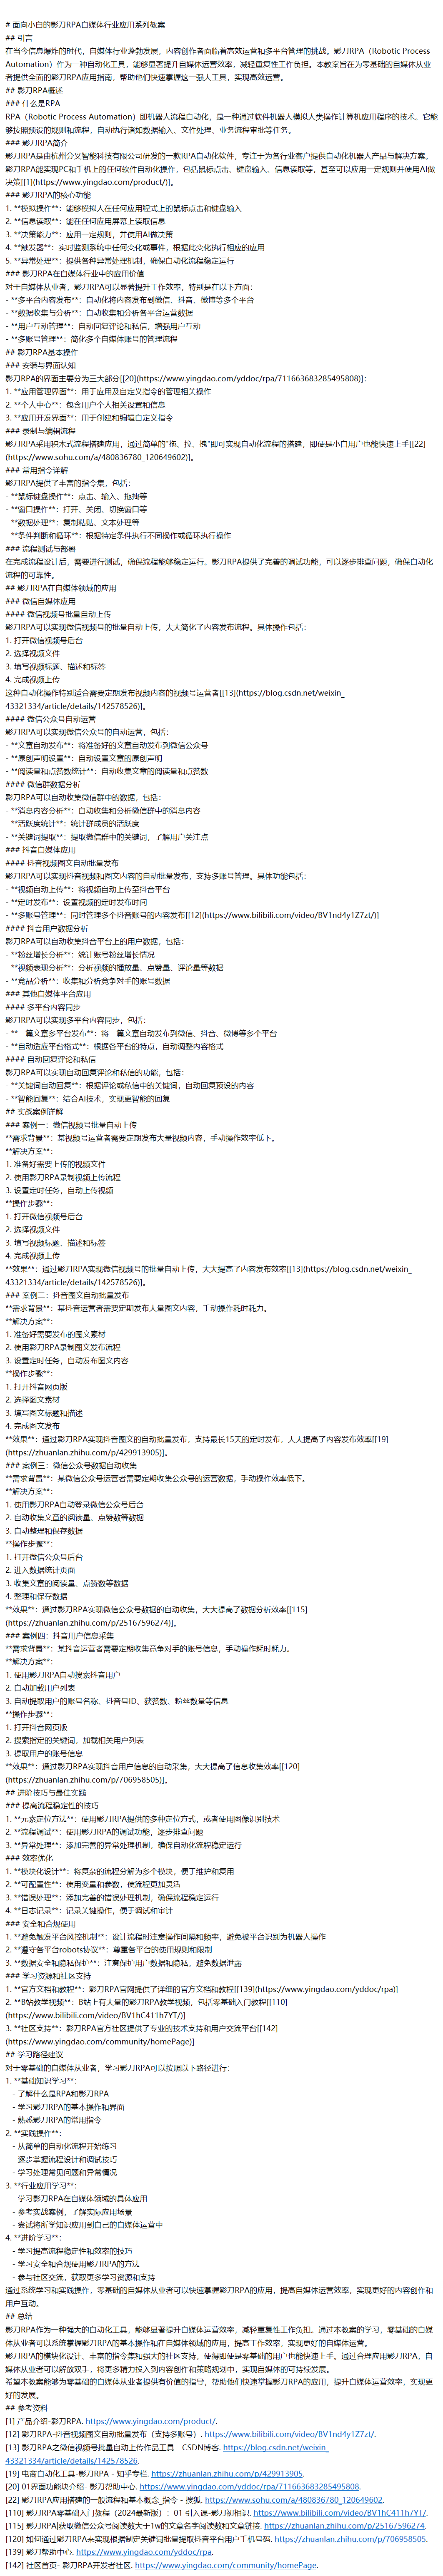 # 面向小白的影刀RPA自媒体行业应用系列教案
## 引言
在当今信息爆炸的时代，自媒体行业蓬勃发展，内容创作者面临着高效运营和多平台管理的挑战。影刀RPA（Robotic Process
Automation）作为一种自动化工具，能够显著提升自媒体运营效率，减轻重复性工作负担。本教案旨在为零基础的自媒体从业
者提供全面的影刀RPA应用指南，帮助他们快速掌握这一强大工具，实现高效运营。
## 影刀RPA概述
### 什么是RPA
RPA（Robotic Process Automation）即机器人流程自动化，是一种通过软件机器人模拟人类操作计算机应用程序的技术。它能
够按照预设的规则和流程，自动执行诸如数据输入、文件处理、业务流程审批等任务。
### 影刀RPA简介
影刀RPA是由杭州分叉智能科技有限公司研发的一款RPA自动化软件，专注于为各行业客户提供自动化机器人产品与解决方案。
影刀RPA能实现PC和手机上的任何软件自动化操作，包括鼠标点击、键盘输入、信息读取等，甚至可以应用一定规则并使用AI做
决策[[1](https://www.yingdao.com/product/)]。
### 影刀RPA的核心功能
1. **模拟操作**：能够模拟人在任何应用程式上的鼠标点击和键盘输入
2. **信息读取**：能在任何应用屏幕上读取信息
3. **决策能力**：应用一定规则，并使用AI做决策
4. **触发器**：实时监测系统中任何变化或事件，根据此变化执行相应的应用
5. **异常处理**：提供各种异常处理机制，确保自动化流程稳定运行
### 影刀RPA在自媒体行业中的应用价值
对于自媒体从业者，影刀RPA可以显著提升工作效率，特别是在以下方面：
- **多平台内容发布**：自动化将内容发布到微信、抖音、微博等多个平台
- **数据收集与分析**：自动收集和分析各平台运营数据
- **用户互动管理**：自动回复评论和私信，增强用户互动
- **多账号管理**：简化多个自媒体账号的管理流程
## 影刀RPA基本操作
### 安装与界面认知
影刀RPA的界面主要分为三大部分[[20](https://www.yingdao.com/yddoc/rpa/711663683285495808)]：
1. **应用管理界面**：用于应用及自定义指令的管理相关操作
2. **个人中心**：包含用户个人相关设置和信息
3. **应用开发界面**：用于创建和编辑自定义指令
### 录制与编辑流程
影刀RPA采用积木式流程搭建应用，通过简单的"拖、拉、拽"即可实现自动化流程的搭建，即使是小白用户也能快速上手[[22]
(https://www.sohu.com/a/480836780_120649602)]。
### 常用指令详解
影刀RPA提供了丰富的指令集，包括：
- **鼠标键盘操作**：点击、输入、拖拽等
- **窗口操作**：打开、关闭、切换窗口等
- **数据处理**：复制粘贴、文本处理等
- **条件判断和循环**：根据特定条件执行不同操作或循环执行操作
### 流程测试与部署
在完成流程设计后，需要进行测试，确保流程能够稳定运行。影刀RPA提供了完善的调试功能，可以逐步排查问题，确保自动化
流程的可靠性。
## 影刀RPA在自媒体领域的应用
### 微信自媒体应用
#### 微信视频号批量自动上传
影刀RPA可以实现微信视频号的批量自动上传，大大简化了内容发布流程。具体操作包括：
1. 打开微信视频号后台
2. 选择视频文件
3. 填写视频标题、描述和标签
4. 完成视频上传
这种自动化操作特别适合需要定期发布视频内容的视频号运营者[[13](https://blog.csdn.net/weixin_
43321334/article/details/142578526)]。
#### 微信公众号自动运营
影刀RPA可以实现微信公众号的自动运营，包括：
- **文章自动发布**：将准备好的文章自动发布到微信公众号
- **原创声明设置**：自动设置文章的原创声明
- **阅读量和点赞数统计**：自动收集文章的阅读量和点赞数
#### 微信群数据分析
影刀RPA可以自动收集微信群中的数据，包括：
- **消息内容分析**：自动收集和分析微信群中的消息内容
- **活跃度统计**：统计群成员的活跃度
- **关键词提取**：提取微信群中的关键词，了解用户关注点
### 抖音自媒体应用
#### 抖音视频图文自动批量发布
影刀RPA可以实现抖音视频和图文内容的自动批量发布，支持多账号管理。具体功能包括：
- **视频自动上传**：将视频自动上传至抖音平台
- **定时发布**：设置视频的定时发布时间
- **多账号管理**：同时管理多个抖音账号的内容发布[[12](https://www.bilibili.com/video/BV1nd4y1Z7zt/)]
#### 抖音用户数据分析
影刀RPA可以自动收集抖音平台上的用户数据，包括：
- **粉丝增长分析**：统计账号粉丝增长情况
- **视频表现分析**：分析视频的播放量、点赞量、评论量等数据
- **竞品分析**：收集和分析竞争对手的账号数据
### 其他自媒体平台应用
#### 多平台内容同步
影刀RPA可以实现多平台内容同步，包括：
- **一篇文章多平台发布**：将一篇文章自动发布到微信、抖音、微博等多个平台
- **自动适应平台格式**：根据各平台的特点，自动调整内容格式
#### 自动回复评论和私信
影刀RPA可以实现自动回复评论和私信的功能，包括：
- **关键词自动回复**：根据评论或私信中的关键词，自动回复预设的内容
- **智能回复**：结合AI技术，实现更智能的回复
## 实战案例详解
### 案例一：微信视频号批量自动上传
**需求背景**：某视频号运营者需要定期发布大量视频内容，手动操作效率低下。
**解决方案**：
1. 准备好需要上传的视频文件
2. 使用影刀RPA录制视频上传流程
3. 设置定时任务，自动上传视频
**操作步骤**：
1. 打开微信视频号后台
2. 选择视频文件
3. 填写视频标题、描述和标签
4. 完成视频上传
**效果**：通过影刀RPA实现微信视频号的批量自动上传，大大提高了内容发布效率[[13](https://blog.csdn.net/weixin_
43321334/article/details/142578526)]。
### 案例二：抖音图文自动批量发布
**需求背景**：某抖音运营者需要定期发布大量图文内容，手动操作耗时耗力。
**解决方案**：
1. 准备好需要发布的图文素材
2. 使用影刀RPA录制图文发布流程
3. 设置定时任务，自动发布图文内容
**操作步骤**：
1. 打开抖音网页版
2. 选择图文素材
3. 填写图文标题和描述
4. 完成图文发布
**效果**：通过影刀RPA实现抖音图文的自动批量发布，支持最长15天的定时发布，大大提高了内容发布效率[[19]
(https://zhuanlan.zhihu.com/p/429913905)]。
### 案例三：微信公众号数据自动收集
**需求背景**：某微信公众号运营者需要定期收集公众号的运营数据，手动操作效率低下。
**解决方案**：
1. 使用影刀RPA自动登录微信公众号后台
2. 自动收集文章的阅读量、点赞数等数据
3. 自动整理和保存数据
**操作步骤**：
1. 打开微信公众号后台
2. 进入数据统计页面
3. 收集文章的阅读量、点赞数等数据
4. 整理和保存数据
**效果**：通过影刀RPA实现微信公众号数据的自动收集，大大提高了数据分析效率[[115]
(https://zhuanlan.zhihu.com/p/25167596274)]。
### 案例四：抖音用户信息采集
**需求背景**：某抖音运营者需要定期收集竞争对手的账号信息，手动操作耗时耗力。
**解决方案**：
1. 使用影刀RPA自动搜索抖音用户
2. 自动加载用户列表
3. 自动提取用户的账号名称、抖音号ID、获赞数、粉丝数量等信息
**操作步骤**：
1. 打开抖音网页版
2. 搜索指定的关键词，加载相关用户列表
3. 提取用户的账号信息
**效果**：通过影刀RPA实现抖音用户信息的自动采集，大大提高了信息收集效率[[120]
(https://zhuanlan.zhihu.com/p/706958505)]。
## 进阶技巧与最佳实践
### 提高流程稳定性的技巧
1. **元素定位方法**：使用影刀RPA提供的多种定位方式，或者使用图像识别技术
2. **流程调试**：使用影刀RPA的调试功能，逐步排查问题
3. **异常处理**：添加完善的异常处理机制，确保自动化流程稳定运行
### 效率优化
1. **模块化设计**：将复杂的流程分解为多个模块，便于维护和复用
2. **可配置性**：使用变量和参数，使流程更加灵活
3. **错误处理**：添加完善的错误处理机制，确保流程稳定运行
4. **日志记录**：记录关键操作，便于调试和审计
### 安全和合规使用
1. **避免触发平台风控机制**：设计流程时注意操作间隔和频率，避免被平台识别为机器人操作
2. **遵守各平台robots协议**：尊重各平台的使用规则和限制
3. **数据安全和隐私保护**：注意保护用户数据和隐私，避免数据泄露
### 学习资源和社区支持
1. **官方文档和教程**：影刀RPA官网提供了详细的官方文档和教程[[139](https://www.yingdao.com/yddoc/rpa)]
2. **B站教学视频**：B站上有大量的影刀RPA教学视频，包括零基础入门教程[[110]
(https://www.bilibili.com/video/BV1hC411h7YT/)]
3. **社区支持**：影刀RPA官方社区提供了专业的技术支持和用户交流平台[[142]
(https://www.yingdao.com/community/homePage)]
## 学习路径建议
对于零基础的自媒体从业者，学习影刀RPA可以按照以下路径进行：
1. **基础知识学习**：
- 了解什么是RPA和影刀RPA
- 学习影刀RPA的基本操作和界面
- 熟悉影刀RPA的常用指令
2. **实践操作**：
- 从简单的自动化流程开始练习
- 逐步掌握流程设计和调试技巧
- 学习处理常见问题和异常情况
3. **行业应用学习**：
- 学习影刀RPA在自媒体领域的具体应用
- 参考实战案例，了解实际应用场景
- 尝试将所学知识应用到自己的自媒体运营中
4. **进阶学习**：
- 学习提高流程稳定性和效率的技巧
- 学习安全和合规使用影刀RPA的方法
- 参与社区交流，获取更多学习资源和支持
通过系统学习和实践操作，零基础的自媒体从业者可以快速掌握影刀RPA的应用，提高自媒体运营效率，实现更好的内容创作和
用户互动。
## 总结
影刀RPA作为一种强大的自动化工具，能够显著提升自媒体运营效率，减轻重复性工作负担。通过本教案的学习，零基础的自媒
体从业者可以系统掌握影刀RPA的基本操作和在自媒体领域的应用，提高工作效率，实现更好的自媒体运营。
影刀RPA的模块化设计、丰富的指令集和强大的社区支持，使得即使是零基础的用户也能快速上手。通过合理应用影刀RPA，自
媒体从业者可以解放双手，将更多精力投入到内容创作和策略规划中，实现自媒体的可持续发展。
希望本教案能够为零基础的自媒体从业者提供有价值的指导，帮助他们快速掌握影刀RPA的应用，提升自媒体运营效率，实现更
好的发展。
## 参考资料
[1] 产品介绍-影刀RPA. https://www.yingdao.com/product/.
[12] 影刀RPA-抖音视频图文自动批量发布（支持多账号）. https://www.bilibili.com/video/BV1nd4y1Z7zt/.
[13] 影刀RPA之微信视频号批量自动上传作品工具 - CSDN博客. https://blog.csdn.net/weixin_
43321334/article/details/142578526.
[19] 电商自动化工具-影刀RPA - 知乎专栏. https://zhuanlan.zhihu.com/p/429913905.
[20] 01界面功能块介绍- 影刀帮助中心. https://www.yingdao.com/yddoc/rpa/711663683285495808.
[22] 影刀RPA应用搭建的一般流程和基本概念_指令 - 搜狐. https://www.sohu.com/a/480836780_120649602.
[110] 影刀RPA零基础入门教程（2024最新版）：01 引入课-影刀初相识. https://www.bilibili.com/video/BV1hC411h7YT/.
[115] 影刀RPA|获取微信公众号阅读数大于1w的文章名字阅读数和文章链接. https://zhuanlan.zhihu.com/p/25167596274.
[120] 如何通过影刀RPA来实现根据制定关键词批量提取抖音平台用户手机号码. https://zhuanlan.zhihu.com/p/706958505.
[139] 影刀帮助中心. https://www.yingdao.com/yddoc/rpa.
[142] 社区首页- 影刀RPA开发者社区. https://www.yingdao.com/community/homePage.